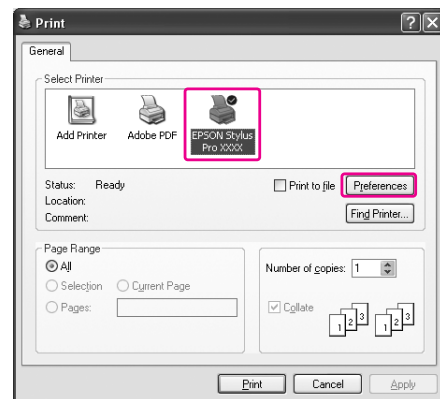 Print
General
Select Printer
Add Printer
Adobe PDF
EPSON Stylus
Pro XXXX
Status: Ready
Print to file
Preferences
Location:
Comment:
Find Printer...
Page Range
All
Selection
Current Page
Pages:
Number of copies: 1
Collate
1 2 3
1 2 3
Print
Cancel
Apply